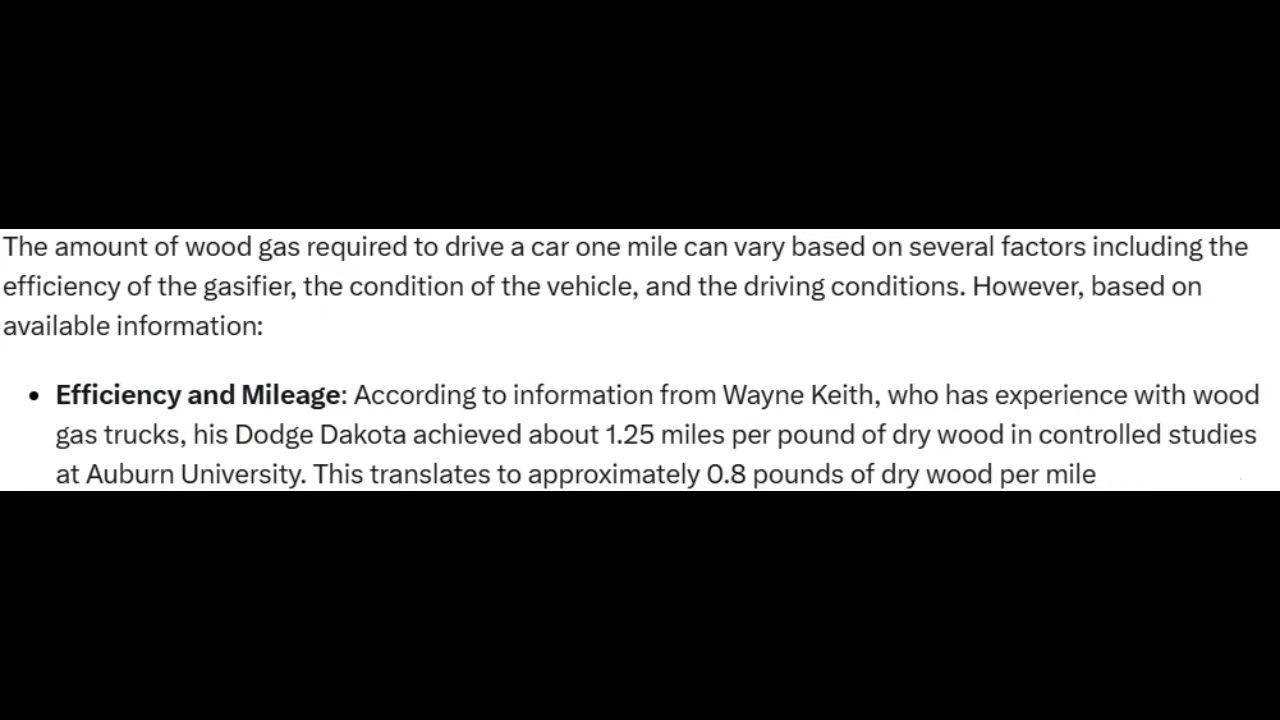 The amount of wood gas required to drive a car one mile can vary based on several factors including the
efficiency of the gasifier, the condition of the vehicle, and the driving conditions. However, based on
available information:
• Efficiency and Mileage: According to information from Wayne Keith, who has experience with wood
gas trucks, his Dodge Dakota achieved about 1.25 miles per pound of dry wood in controlled studies
at Auburn University. This translates to approximately 0.8 pounds of dry wood per mile